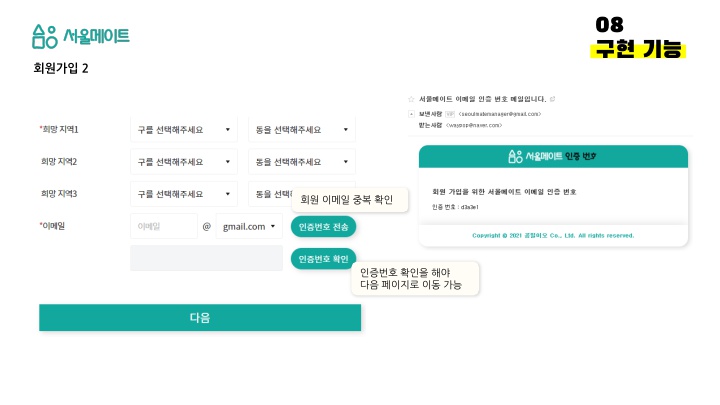 서울메이트
08
구현 기능
회원가입 2
*희망 지역1 구를 선택해주세요 동을 선택해주세요
희망 지역2 구를 선택해주세요 동을 선택해주세요
희망 지역3 구를 선택해주세요 동을 선택
회원 이메일 중복 확인
*이메일 이메일 @ gmail.com 인증번호 전송
인증번호 확인
인증번호 확인을 해야
다음 페이지로 이동 가능
다음
서울메이트 이메일 인증 번호 메일입니다.
보낸사람 VIP <seoulmatemanager@gmail.com>
받는사람
서울메이트 인증 번호
회원 가입을 위한 서울메이트 이메일 인증 번호
인증 번호 : d3a3e1
Copyright © 2021 Co., Ltd. All rights reserved.